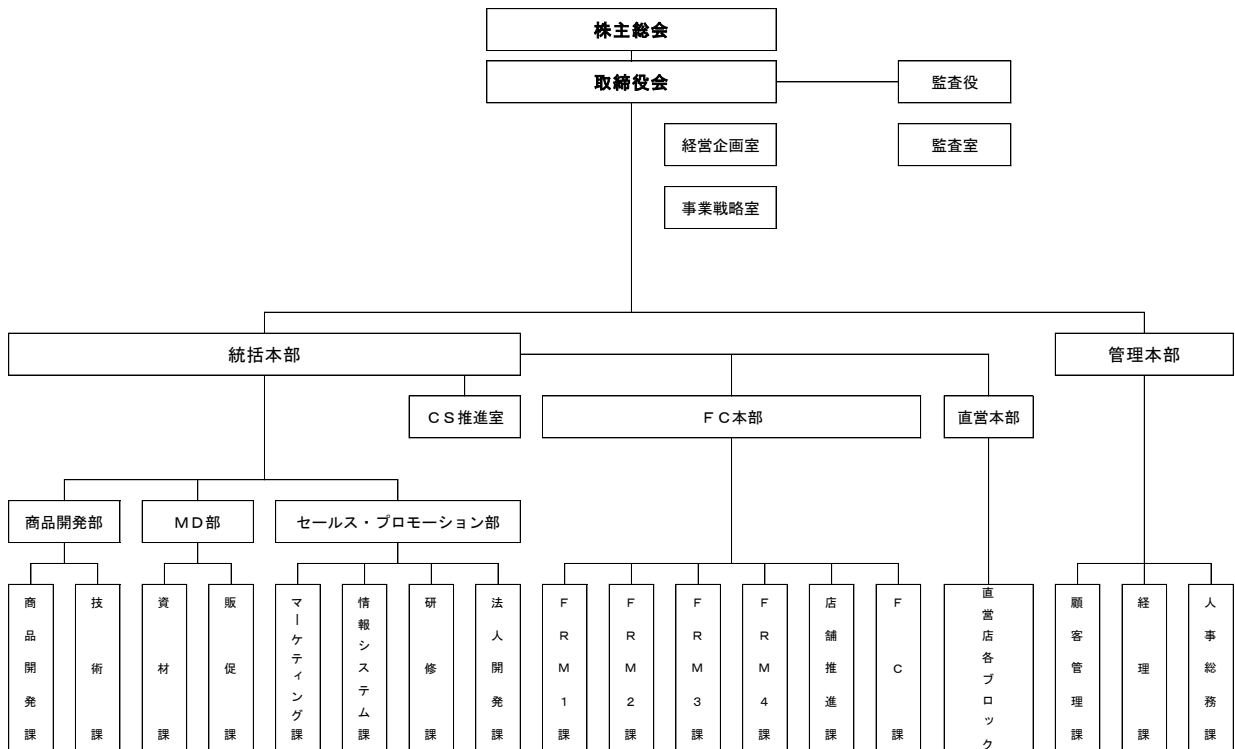 株主総会
取締役会
監査役
経営企画室
監査室
事業戦略室
統括本部
管理本部
CS推進室
FC本部
直営本部
商品開発部
MD部
セールス・プロモーション部
商品開発課
技術課
資材課
販促課
マーケティング課
情報システム課
研修課
法人開発課
FRM1課
FRM2課
FRM3課
FRM4課
店舗推進課
FC課
直営店各ブロック
顧客管理課
経理課
人事総務課